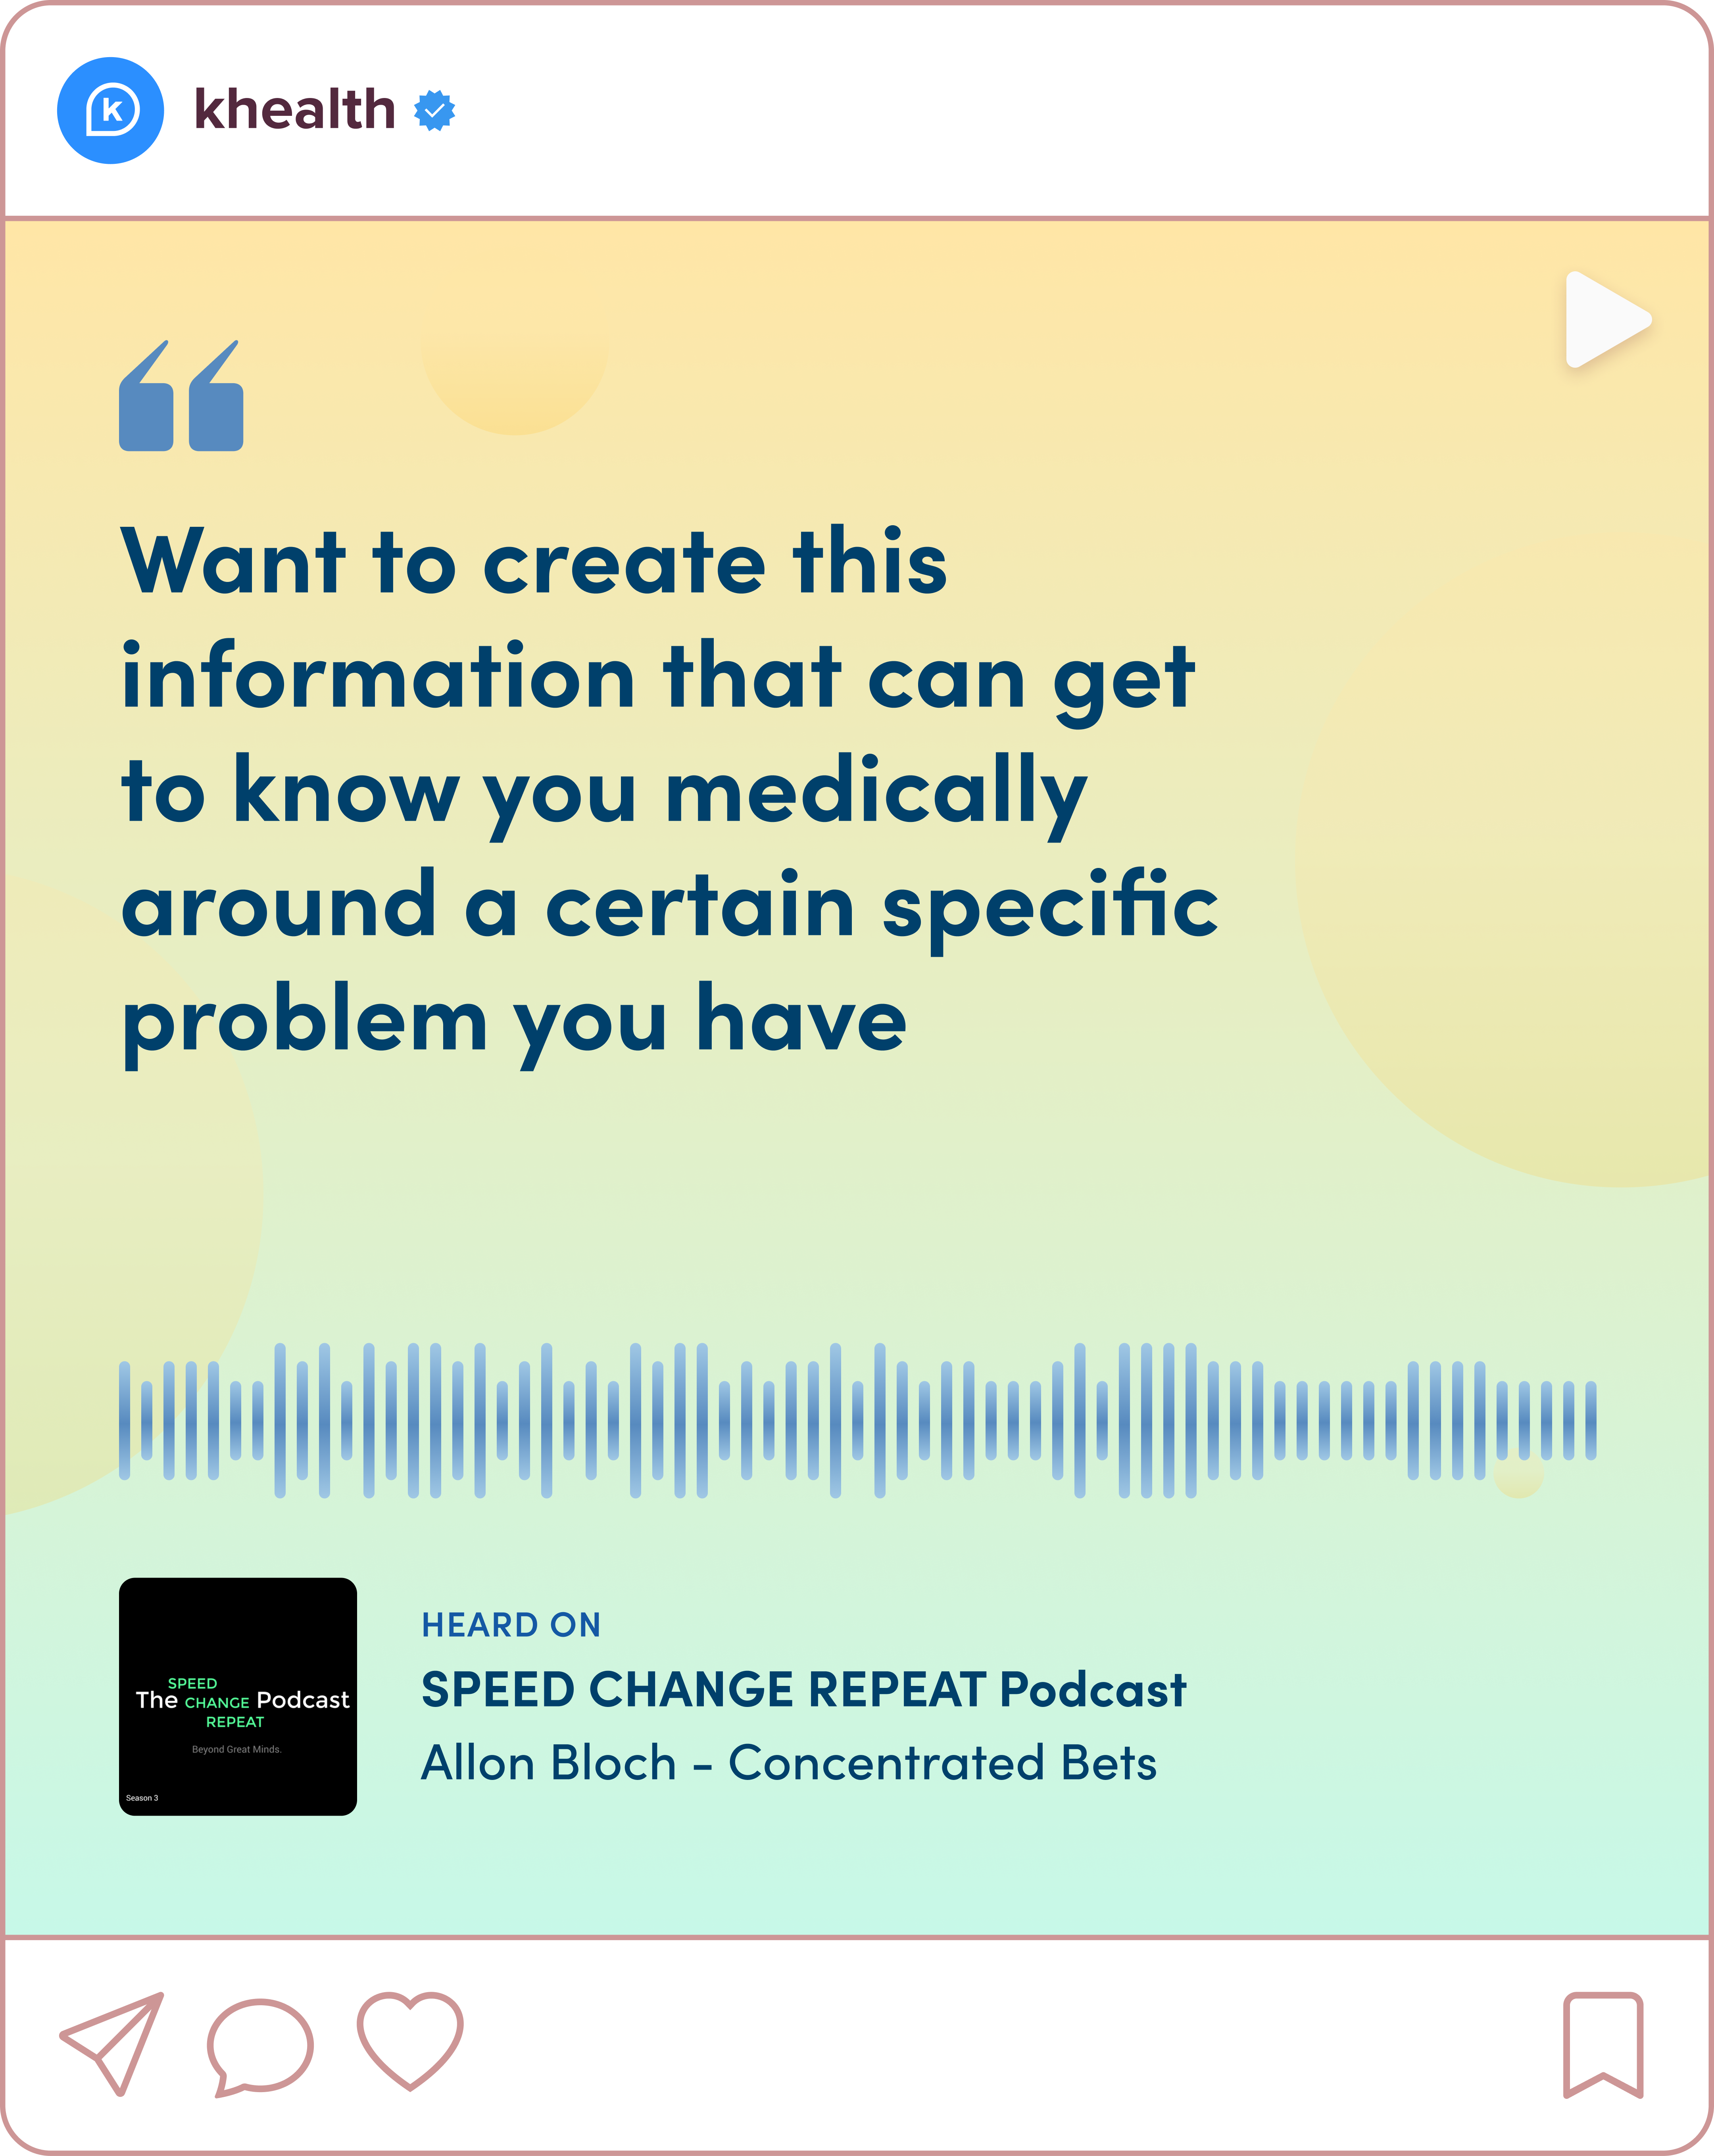 k
khealth
Want to create this
information that can get
to know you medically
around a certain specific
problem you have
SPEED
The CHANGE Podcast
REPEAT
Beyond Great Minds.
Season 3
HEARD ON
SPEED CHANGE REPEAT Podcast
Allon Bloch - Concentrated Bets